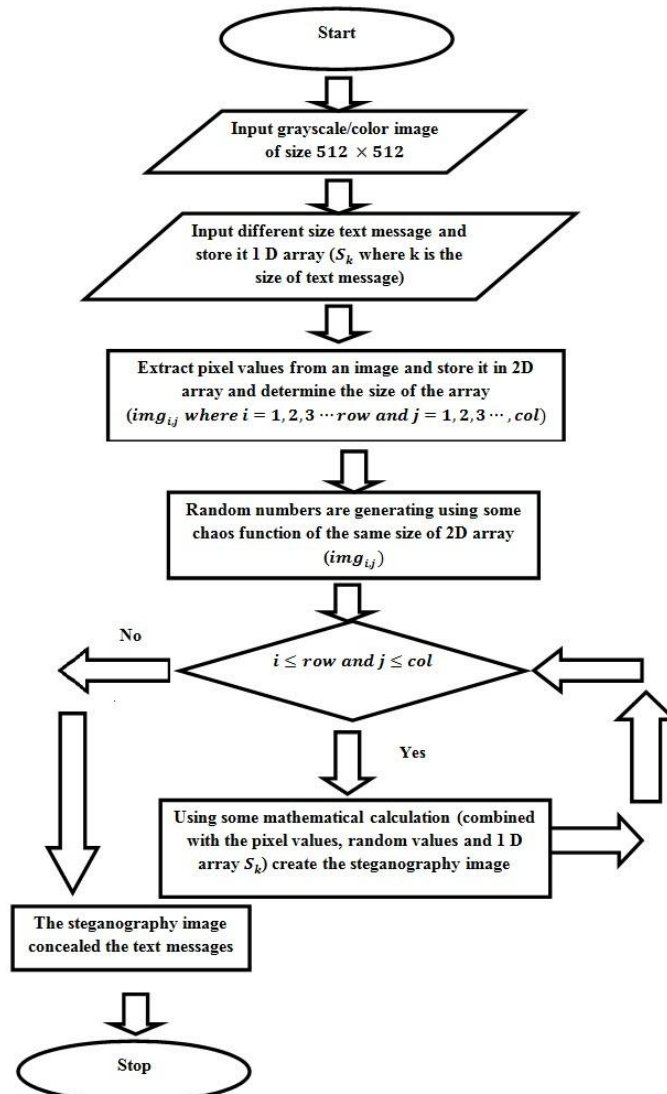 Start
Input grayscale/color image
of size 512 × 512
Input different size text message and
store it 1 D array (S_k where k is the
size of text message)
Extract pixel values from an image and store it in 2D
array and determine the size of the array
(img_{i,j} where i = 1, 2, 3 ⋯ row and j = 1, 2, 3 ⋯ , col)
Random numbers are generating using some
chaos function of the same size of 2D array
(img_{i,j})
No
i ≤ row and j ≤ col
Yes
Using some mathematical calculation (combined
with the pixel values, random values and 1 D
array S_k) create the steganography image
The steganography image
concealed the text messages
Stop